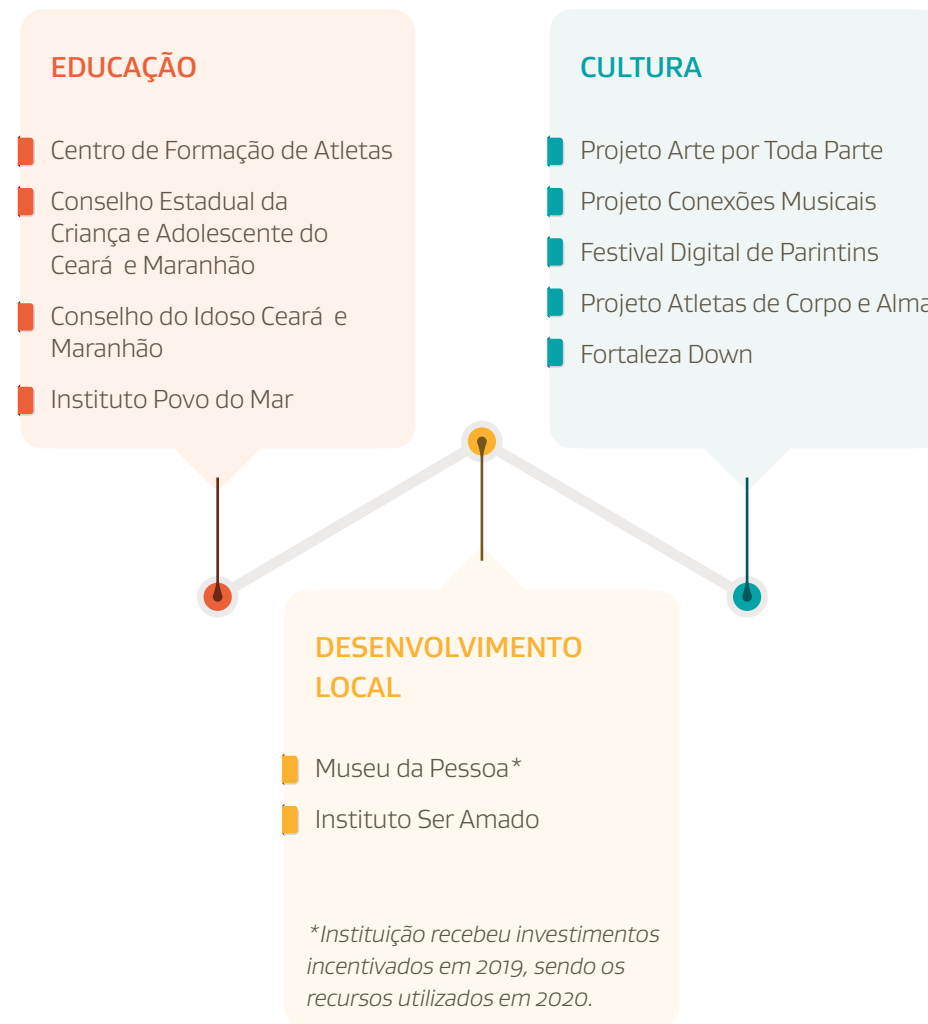 EDUCAÇÃO
Centro de Formação de Atletas
Conselho Estadual da
Criança e Adolescente do
Ceará e Maranhão
Conselho do Idoso Ceará e
Maranhão
Instituto Povo do Mar
CULTURA
Projeto Arte por Toda Parte
Projeto Conexões Musicais
Festival Digital de Parintins
Projeto Atletas de Corpo e Alma
Fortaleza Down
DESENVOLVIMENTO
LOCAL
Museu da Pessoa*
Instituto Ser Amado
*Instituição recebeu investimentos
incentivados em 2019, sendo os
recursos utilizados em 2020.